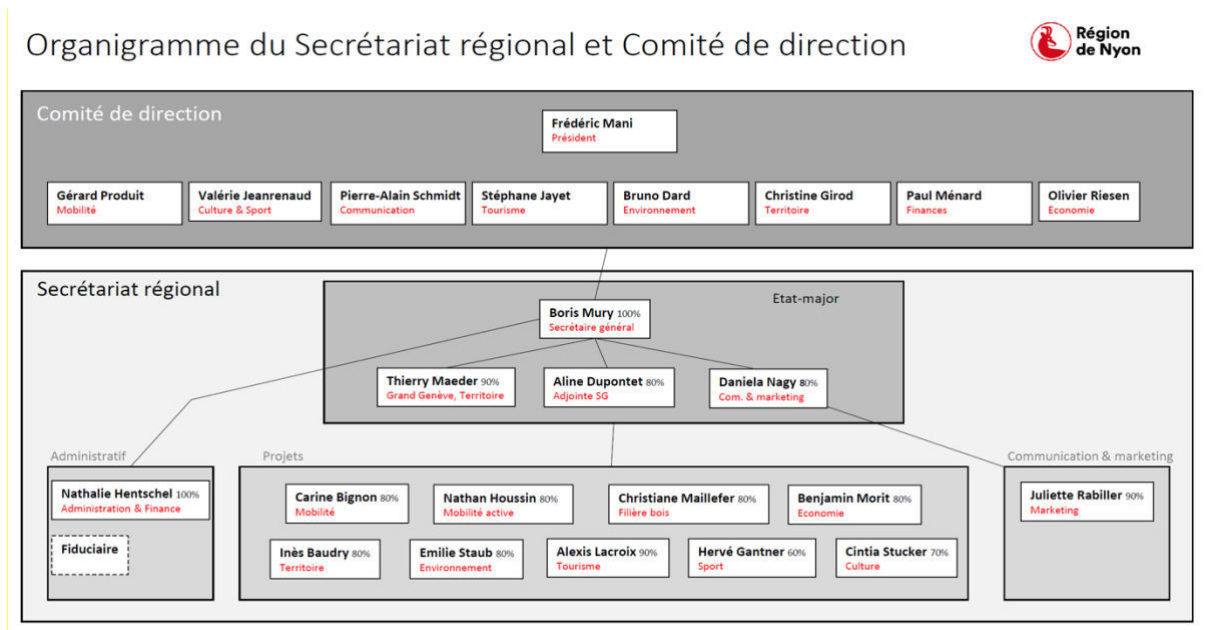 Organigramme du Secrétariat régional et Comité de direction
Région
de Nyon
Comité de direction
Frédéric Mani
Président
Gérard Produit
Mobilité
Valérie Jeanrenaud
Culture & Sport
Pierre-Alain Schmidt
Communication
Stéphane Jayet
Tourisme
Bruno Dard
Environnement
Christine Girod
Territoire
Paul Ménard
Finances
Olivier Riesen
Economie
Secrétariat régional
Etat-major
Boris Mury 100%
Secrétaire général
Thierry Maeder 90%
Grand Genève, Territoire
Aline Dupontet 80%
Adjointe SG
Daniela Nagy 80%
Com. & marketing
Administratif
Nathalie Hentschel 100%
Administration & Finance
Fiduciaire
Projets
Carine Bignon 80%
Mobilité
Nathan Houssin 80%
Mobilité active
Christiane Maillefer 80%
Filière bois
Benjamin Morit 80%
Economie
Inès Baudry 80%
Territoire
Emilie Staub 80%
Environnement
Alexis Lacroix 90%
Tourisme
Hervé Gantner 60%
Sport
Cintia Stucker 70%
Culture
Communication & marketing
Juliette Rabiller 90%
Marketing